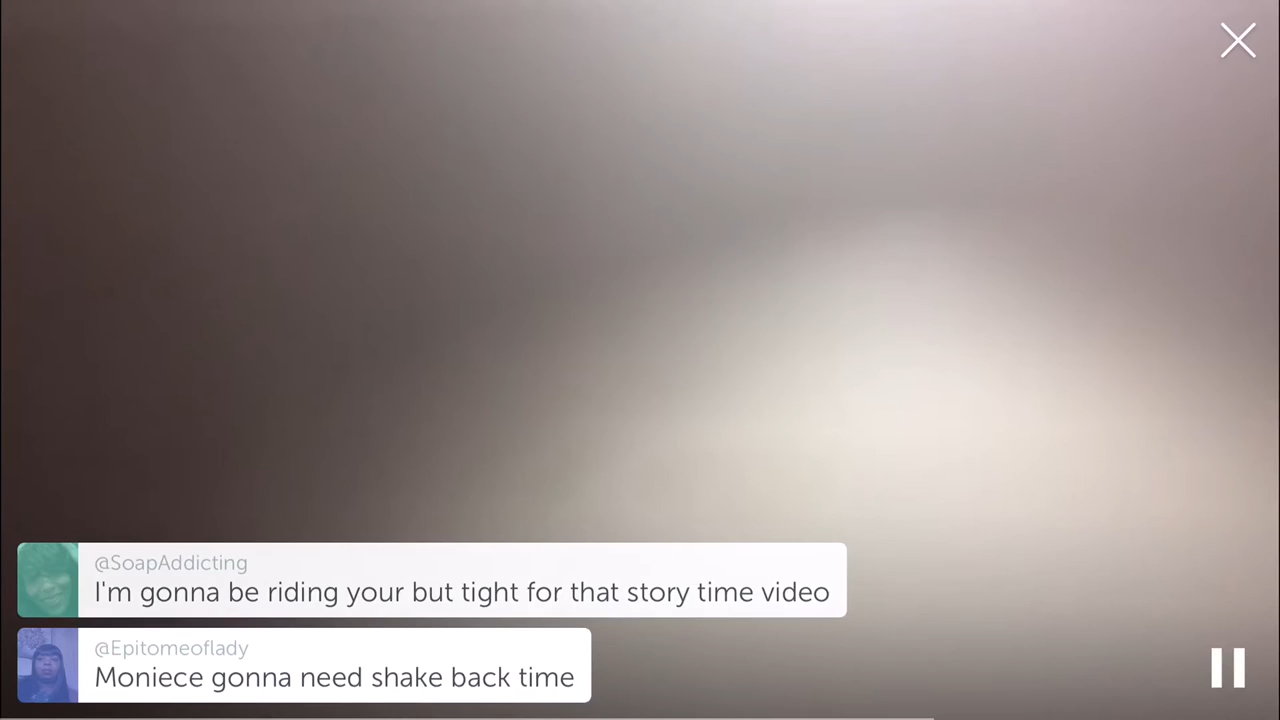 @SoapAddicting
I'm gonna be riding your but tight for that story time video
@Epitomeoflady
Moniece gonna need shake back time